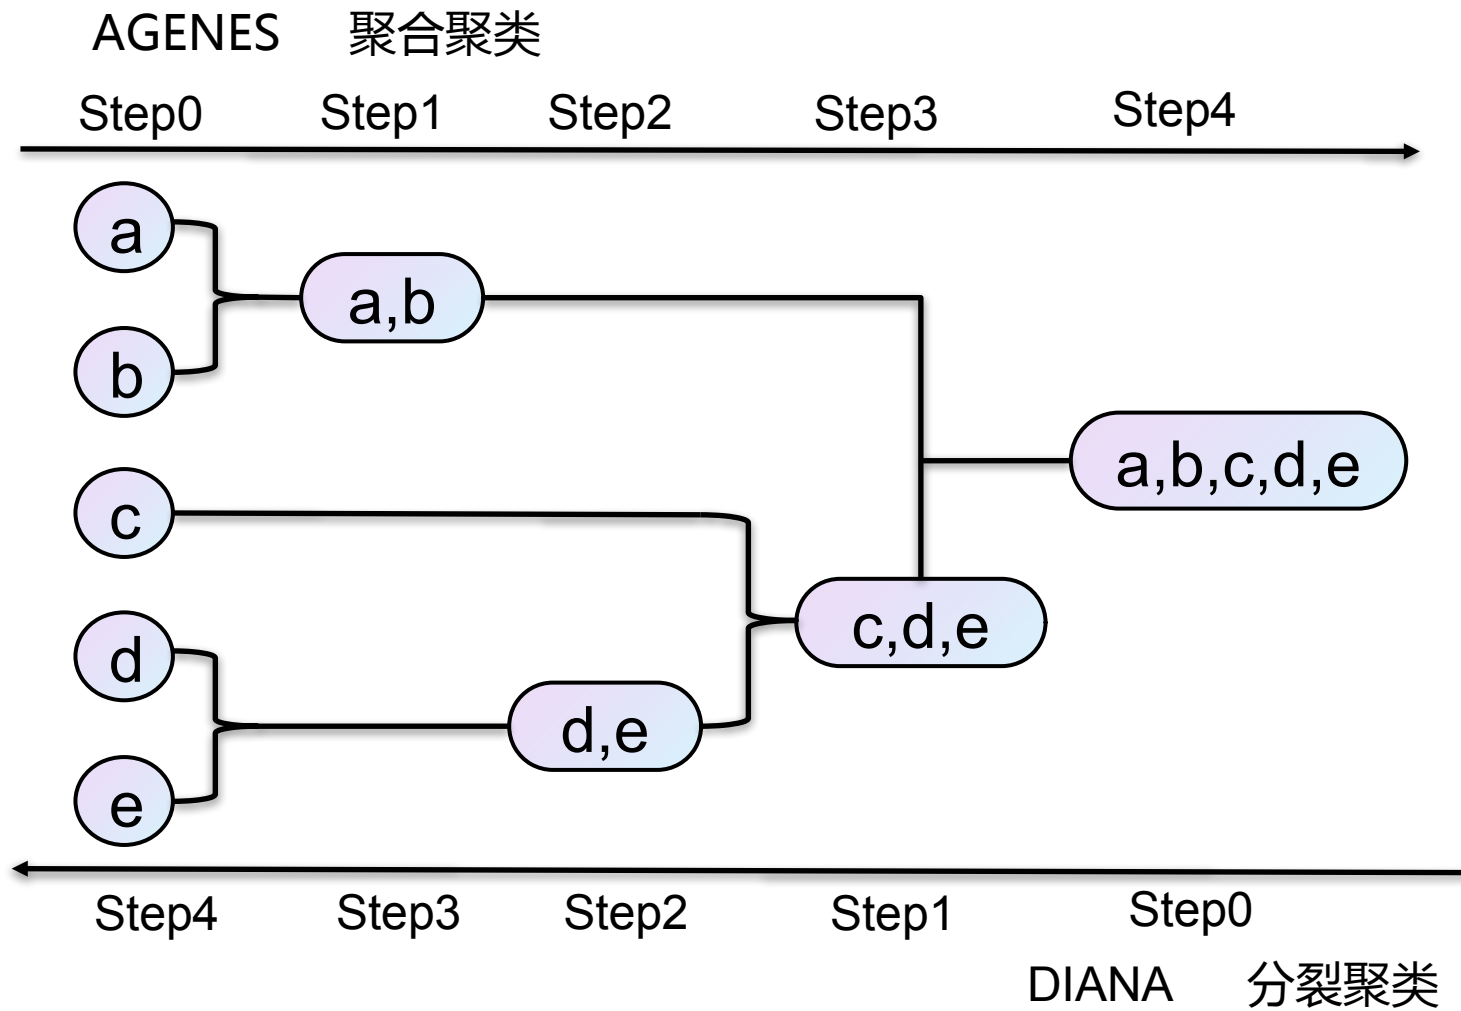 AGENES 聚合聚类
Step0 Step1 Step2 Step3 Step4
a
a,b
b
a,b,c,d,e
c
c,d,e
d
d,e
e
Step4 Step3 Step2 Step1 Step0
DIANA 分裂聚类